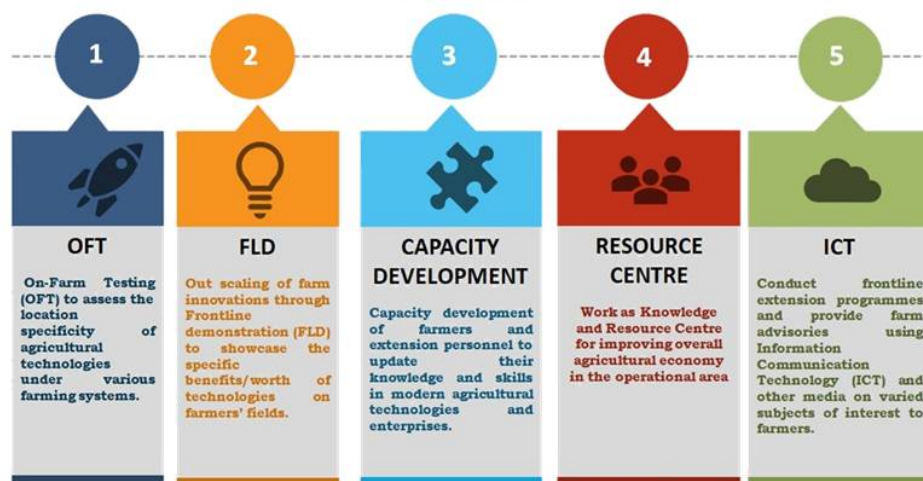 1
2
3
4
5
OFT
On-Farm Testing
(OFT) to assess the
location
specificity of
agricultural
technologies
under various
farming systems.
FLD
Out scaling of farm
innovations through
Frontline
demonstration (FLD)
to showcase the
specific
benefits/worth of
technologies on
farmers' fields.
CAPACITY
DEVELOPMENT
Capacity development
of farmers and
extension personnel to
update their
knowledge and skills
in modern agricultural
technologies and
enterprises.
RESOURCE
CENTRE
Work as Knowledge
and Resource Centre
for improving overall
agricultural economy
in the operational area
ICT
Conduct frontline
extension programmes
and provide farm
advisories using
Information
Communication
Technology (ICT) and
other media on varied
subjects of interest to
farmers.